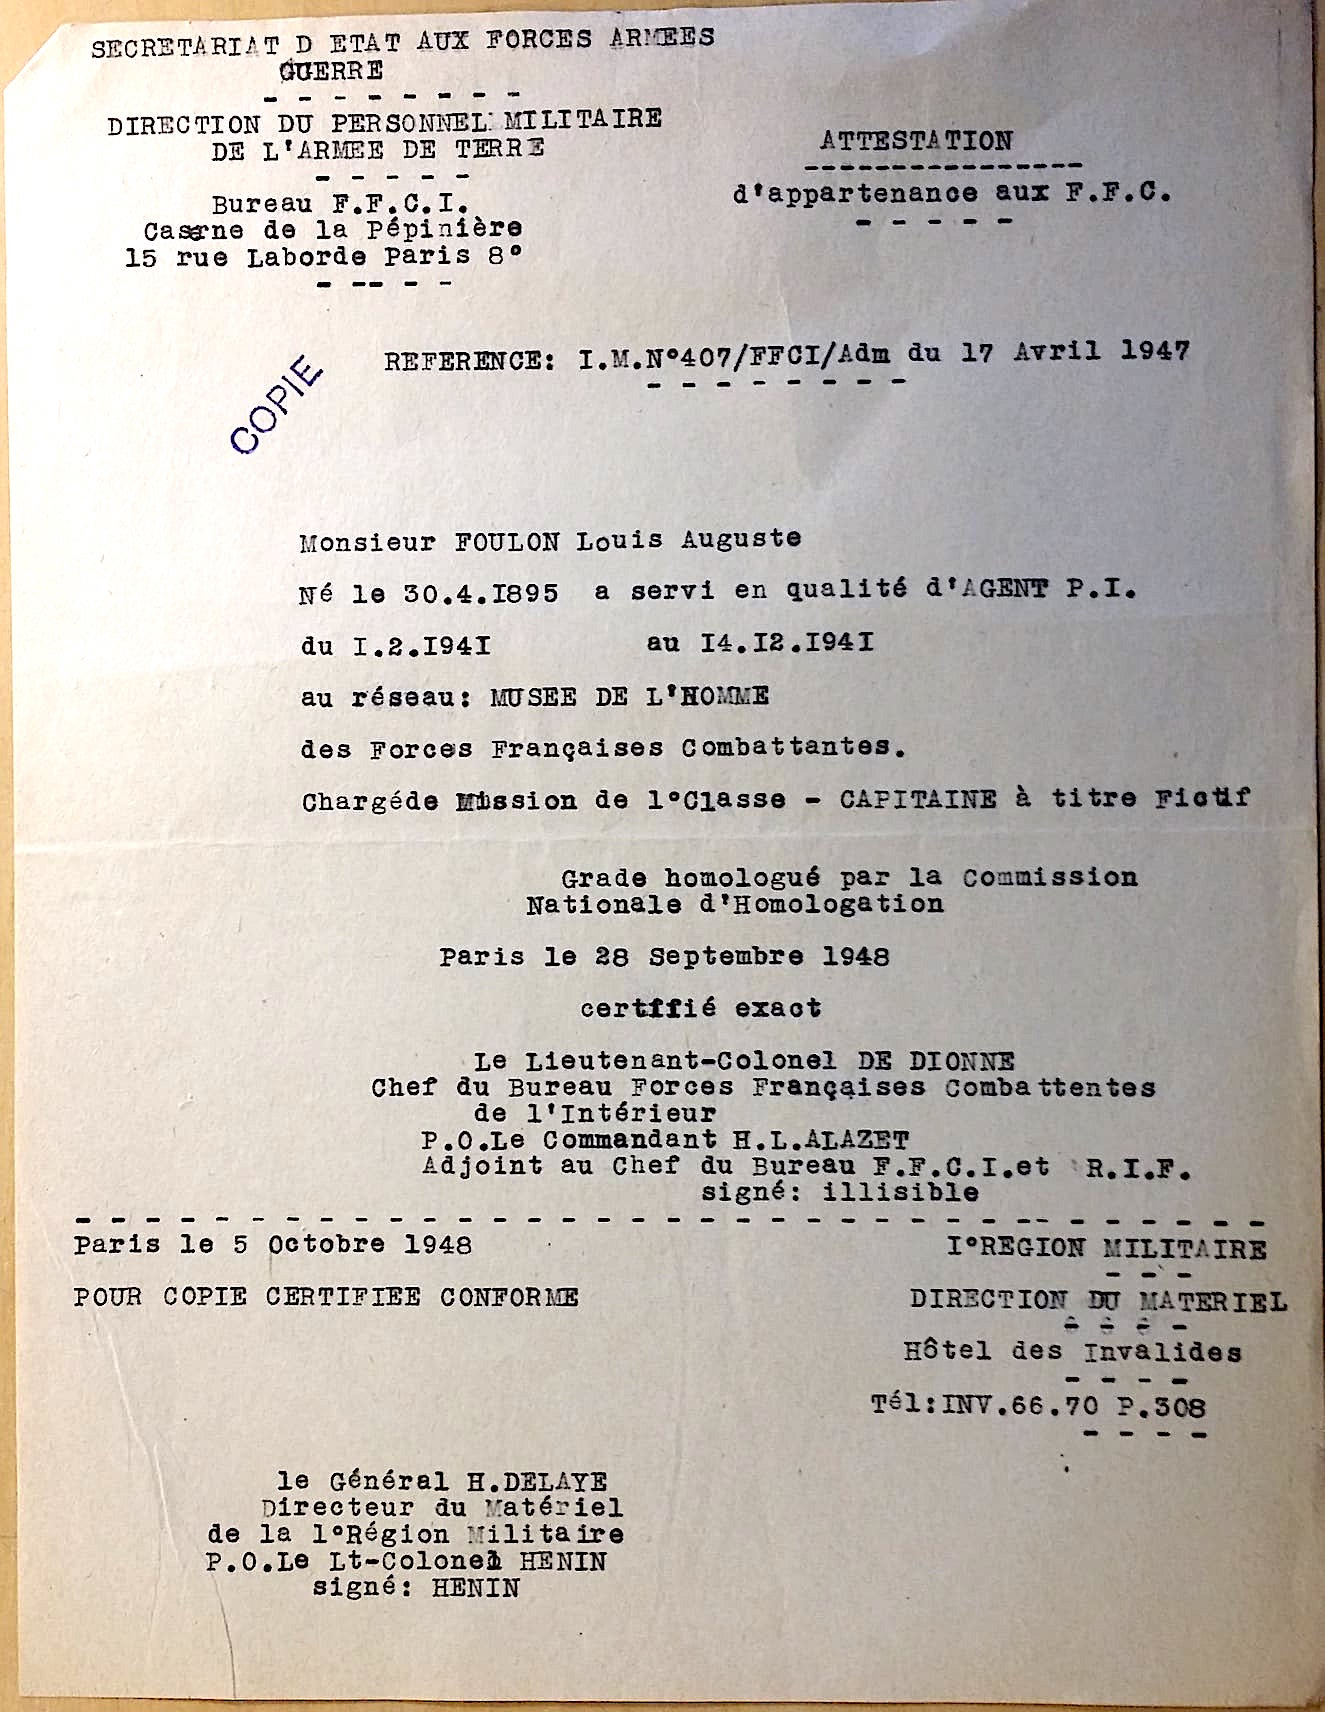 SECRETARIAT D ETAT AUX FORCES ARMEES
GUERRE
- - - - - - - -
DIRECTION DU PERSONNEL MILITAIRE
DE L'ARMEE DE TERRE
- - - - -
Bureau F.F.C.I.
Caserne de la Pépinière
15 rue Laborde Paris 8°
- -- - -
ATTESTATION
----------------
d'appartenance aux F.F.C.
- - - - -
COPIE
REFERENCE: I.M.N°407/FFCI/Adm du 17 Avril 1947
- - - - - - - -
Monsieur FOULON Louis Auguste
Né le 30.4.I895 a servi en qualité d'AGENT P.I.
du I.2.I94I au I4.I2.I94I
au réseau: MUSEE DE L'HOMME
des Forces Françaises Combattantes.
Chargéde Mission de 1°Classe - CAPITAINE à titre Fictif
Grade homologué par la Commission
Nationale d'Homologation
Paris le 28 Septembre 1948
certifié exact
Le Lieutenant-Colonel DE DIONNE
Chef du Bureau Forces Françaises Combattentes
de l'Intérieur
P.O.Le Commandant H.L.ALAZET
Adjoint au Chef du Bureau F.F.C.I.et R.I.F.
signé: illisible
- - - - - - - - - - - - - - - - - - - - - - - - - - - -- - - - - - -
Paris le 5 Octobre 1948
POUR COPIE CERTIFIEE CONFORME
I°REGION MILITAIRE
- - -
DIRECTION DU MATERIEL
- - - -
Hôtel des Invalides
- - - -
Tél:INV.66.70 P.308
- - - -
le Général H.DELAYE
Directeur du Matériel
de la 1°Région Militaire
P.O.Le Lt-Colonel HENIN
signé: HENIN